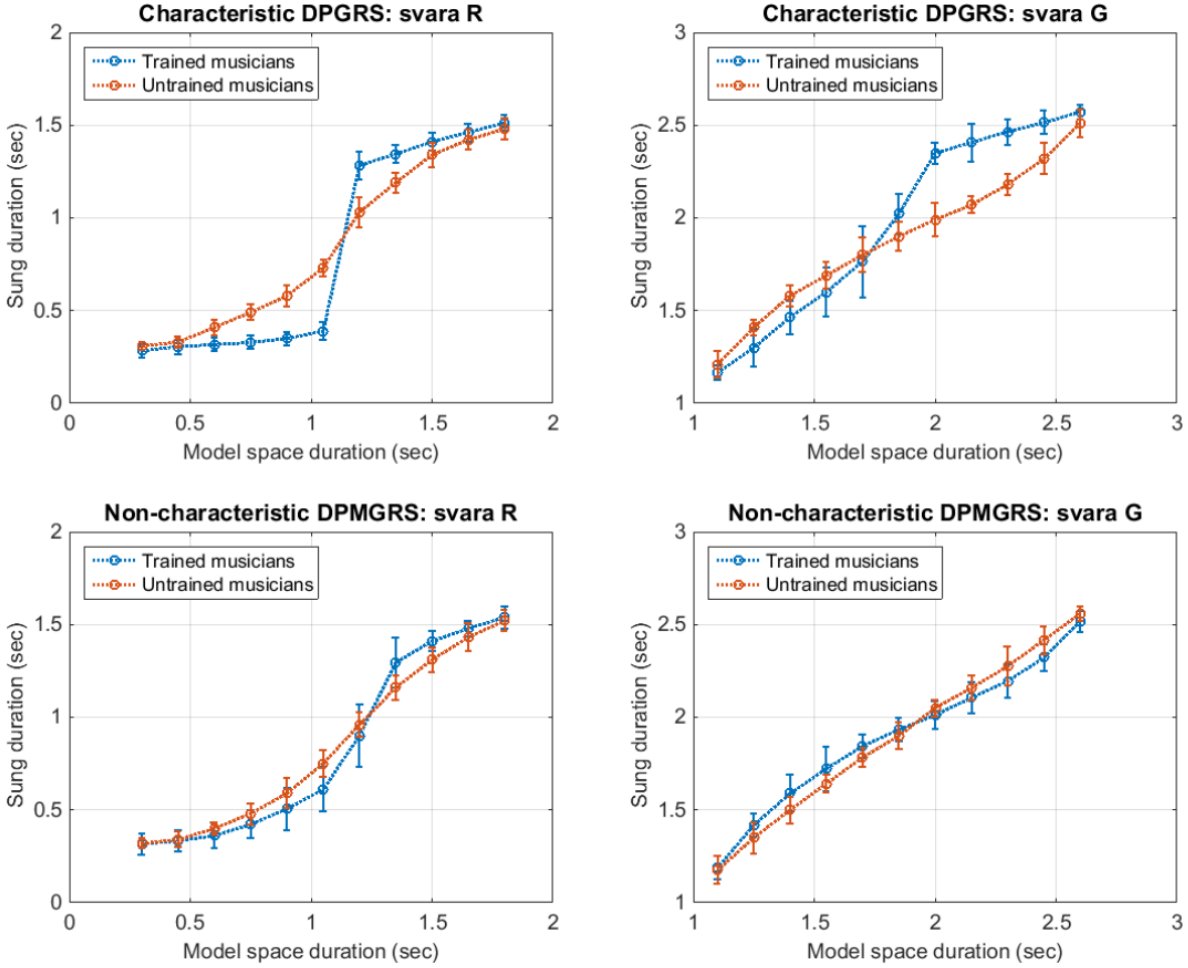 Characteristic DPGRS: svara R
Trained musicians
Untrained musicians
2
1.5
1
0.5
0
Sung duration (sec)
0 0.5 1 1.5 2
Model space duration (sec)
Characteristic DPGRS: svara G
Trained musicians
Untrained musicians
3
2.5
2
1.5
1
Sung duration (sec)
1 1.5 2 2.5 3
Model space duration (sec)
Non-characteristic DPMGRS: svara R
Trained musicians
Untrained musicians
2
1.5
1
0.5
0
Sung duration (sec)
0 0.5 1 1.5 2
Model space duration (sec)
Non-characteristic DPMGRS: svara G
Trained musicians
Untrained musicians
3
2.5
2
1.5
1
Sung duration (sec)
1 1.5 2 2.5 3
Model space duration (sec)